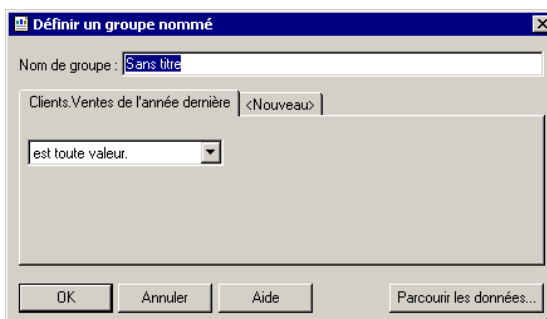 Définir un groupe nommé
Nom de groupe : Sans titre
Clients.Ventes de l'année dernière <Nouveau>
est toute valeur.
OK Annuler Aide Parcourir les données...